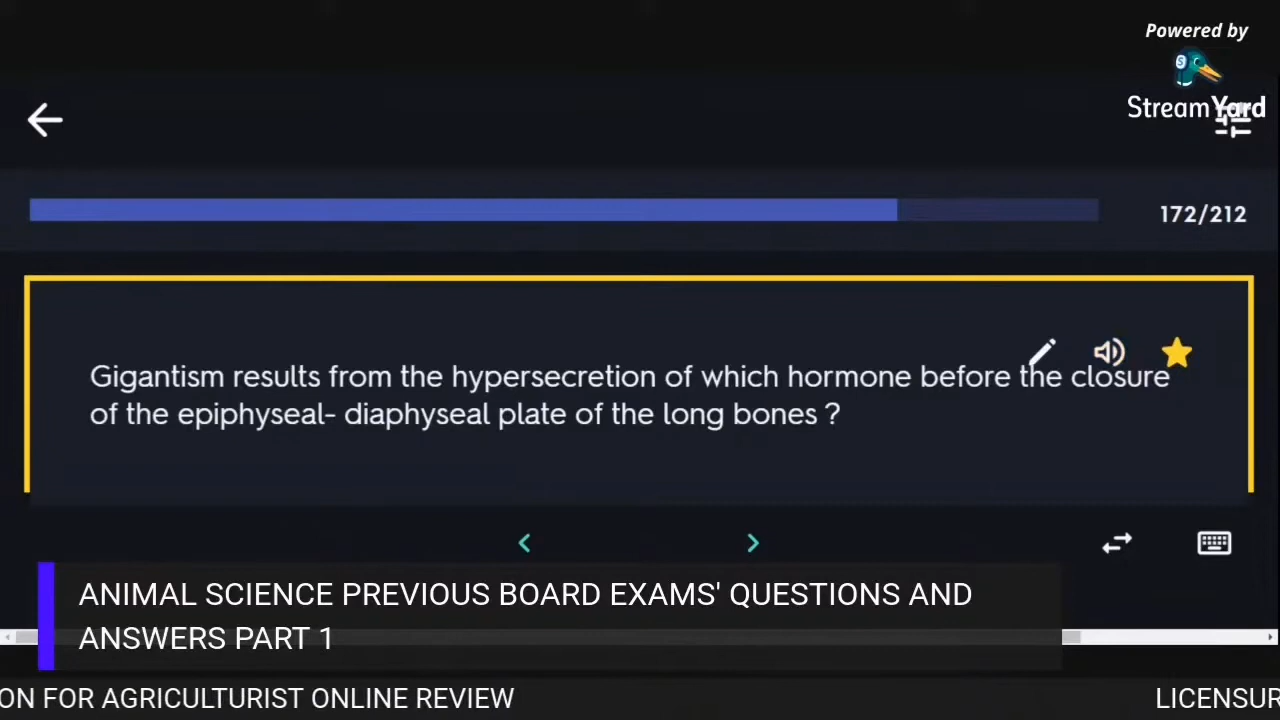 Powered by
StreamYard
172/212
Gigantism results from the hypersecretion of which hormone before the closure
of the epiphyseal- diaphyseal plate of the long bones ?
ANIMAL SCIENCE PREVIOUS BOARD EXAMS' QUESTIONS AND
ANSWERS PART 1
ON FOR AGRICULTURIST ONLINE REVIEW
LICENSUR